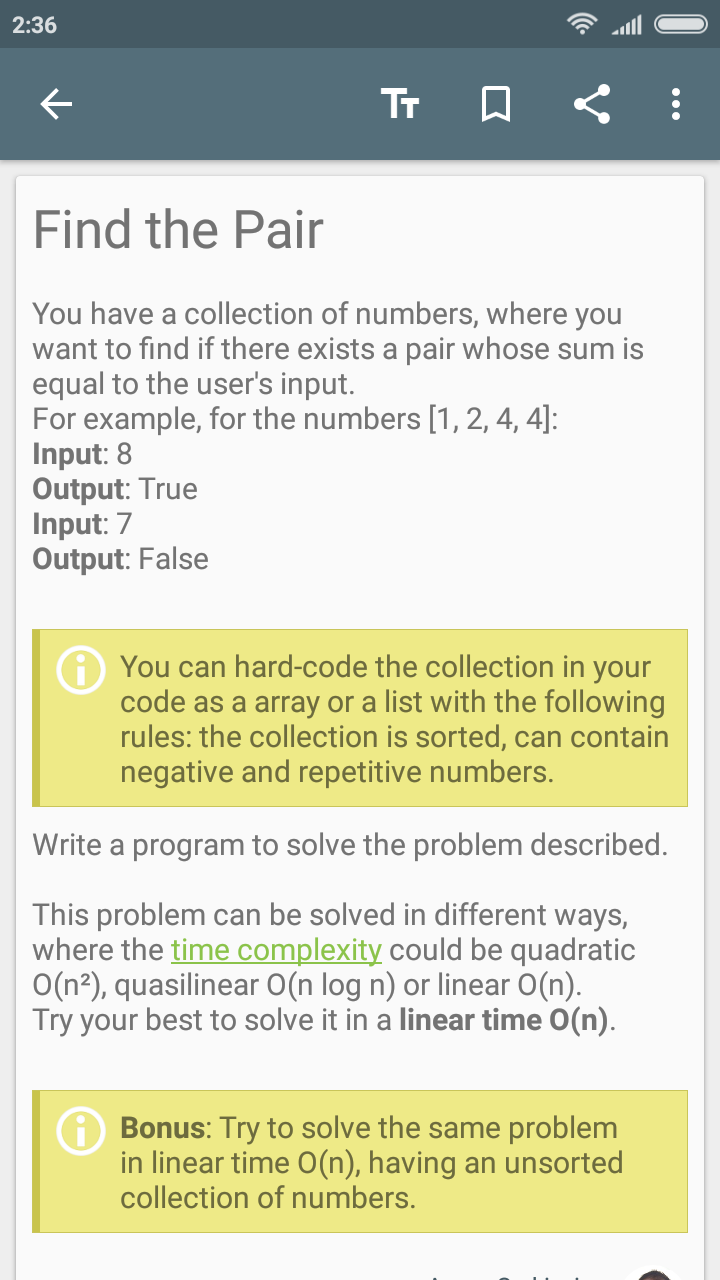 2:36
TT
Find the Pair
You have a collection of numbers, where you
want to find if there exists a pair whose sum is
equal to the user's input.
For example, for the numbers [1, 2, 4, 4]:
Input: 8
Output: True
Input: 7
Output: False
You can hard-code the collection in your
code as a array or a list with the following
rules: the collection is sorted, can contain
negative and repetitive numbers.
Write a program to solve the problem described.
This problem can be solved in different ways,
where the time complexity could be quadratic
O(n²), quasilinear O(n log n) or linear O(n).
Try your best to solve it in a linear time O(n).
Bonus: Try to solve the same problem
in linear time O(n), having an unsorted
collection of numbers.